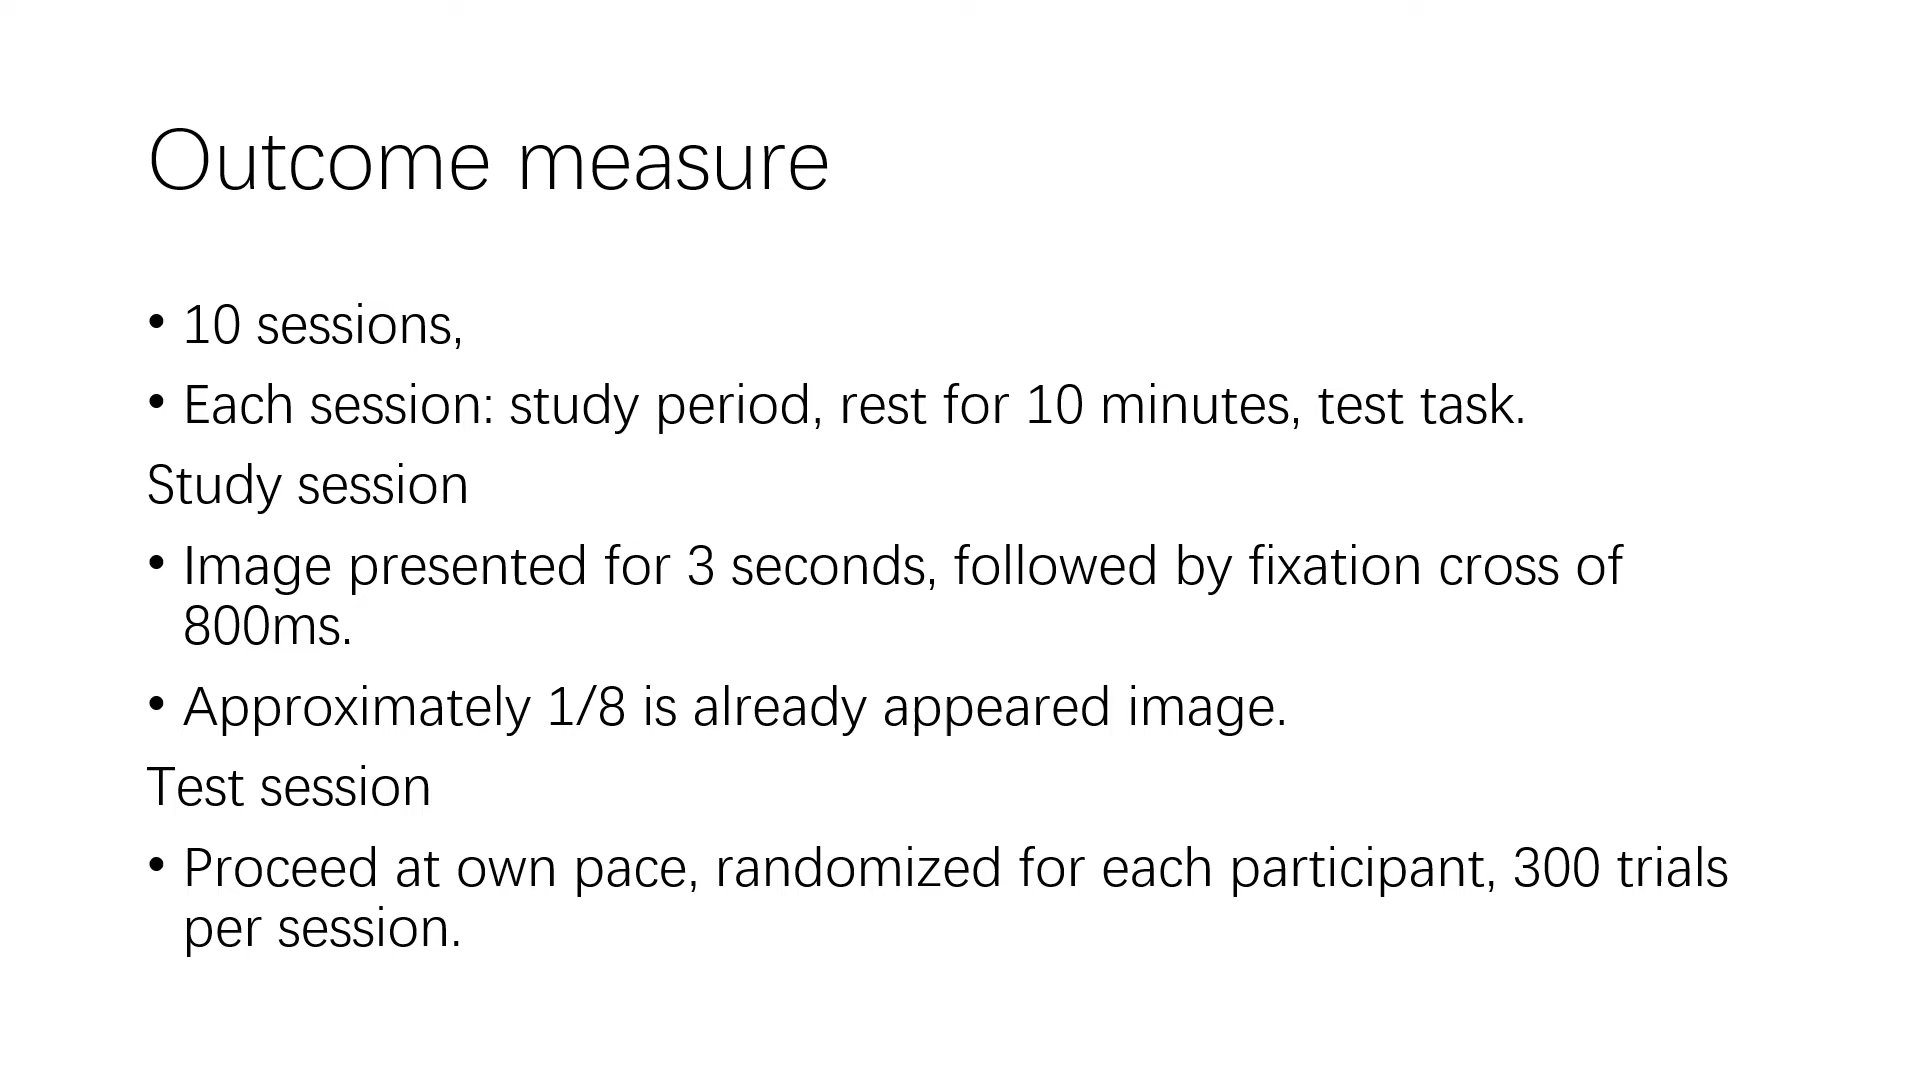 Outcome measure
• 10 sessions,
• Each session: study period, rest for 10 minutes, test task.
Study session
• Image presented for 3 seconds, followed by fixation cross of
800ms.
• Approximately 1/8 is already appeared image.
Test session
• Proceed at own pace, randomized for each participant, 300 trials
per session.